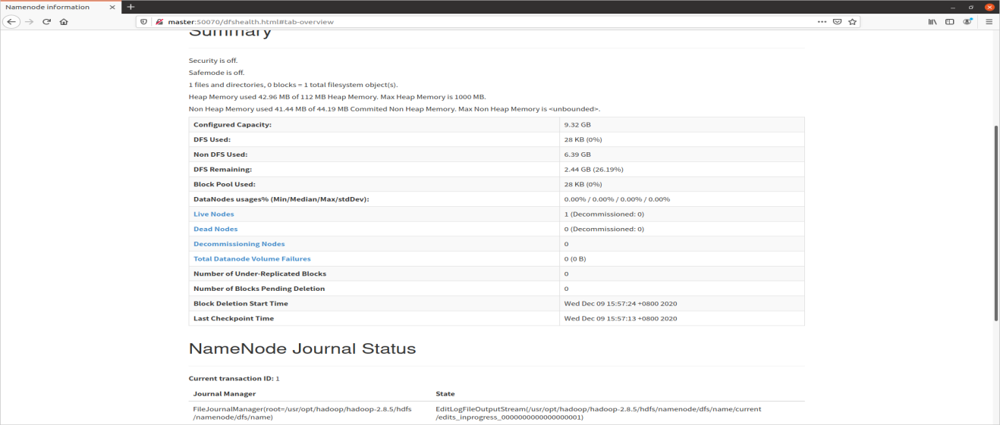 Namenode information
master:50070/dfshealth.html#tab-overview
Summary
Security is off.
Safemode is off.
1 files and directories, 0 blocks = 1 total filesystem object(s).
Heap Memory used 42.96 MB of 112 MB Heap Memory. Max Heap Memory is 1000 MB.
Non Heap Memory used 41.44 MB of 44.19 MB Commited Non Heap Memory. Max Non Heap Memory is <unbounded>.
Configured Capacity: 9.32 GB
DFS Used: 28 KB (0%)
Non DFS Used: 6.39 GB
DFS Remaining: 2.44 GB (26.19%)
Block Pool Used: 28 KB (0%)
DataNodes usages% (Min/Median/Max/stdDev): 0.00% / 0.00% / 0.00% / 0.00%
Live Nodes 1 (Decommissioned: 0)
Dead Nodes 0 (Decommissioned: 0)
Decommissioning Nodes 0
Total Datanode Volume Failures 0 (0 B)
Number of Under-Replicated Blocks 0
Number of Blocks Pending Deletion 0
Block Deletion Start Time Wed Dec 09 15:57:24 +0800 2020
Last Checkpoint Time Wed Dec 09 15:57:13 +0800 2020
NameNode Journal Status
Current transaction ID: 1
Journal Manager State
FileJournalManager(root=/usr/opt/hadoop/hadoop-2.8.5/hdfs EditLogFileOutputStream(/usr/opt/hadoop/hadoop-2.8.5/hdfs/namenode/dfs/name/current
/namenode/dfs/name) /edits_inprogress_0000000000000000001)